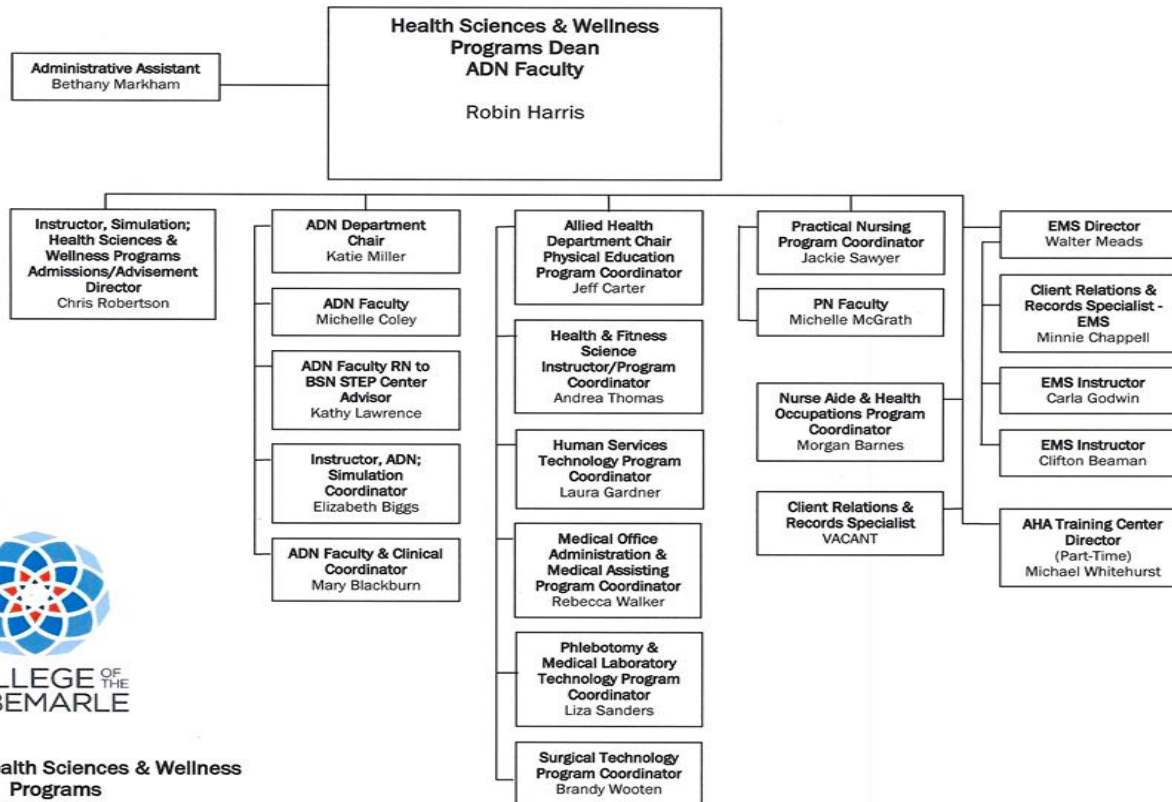 Health Sciences & Wellness
Programs Dean
ADN Faculty
Robin Harris
Administrative Assistant
Bethany Markham
Instructor, Simulation;
Health Sciences &
Wellness Programs
Admissions/Advisement
Director
Chris Robertson
ADN Department
Chair
Katie Miller
ADN Faculty
Michelle Coley
ADN Faculty RN to
BSN STEP Center
Advisor
Kathy Lawrence
Instructor, ADN;
Simulation
Coordinator
Elizabeth Biggs
ADN Faculty & Clinical
Coordinator
Mary Blackburn
Allied Health
Department Chair
Physical Education
Program Coordinator
Jeff Carter
Health & Fitness
Science
Instructor/Program
Coordinator
Andrea Thomas
Human Services
Technology Program
Coordinator
Laura Gardner
Medical Office
Administration &
Medical Assisting
Program Coordinator
Rebecca Walker
Phlebotomy &
Medical Laboratory
Technology Program
Coordinator
Liza Sanders
Surgical Technology
Program Coordinator
Brandy Wooten
Practical Nursing
Program Coordinator
Jackie Sawyer
PN Faculty
Michelle McGrath
Nurse Aide & Health
Occupations Program
Coordinator
Morgan Barnes
Client Relations &
Records Specialist
VACANT
EMS Director
Walter Meads
Client Relations &
Records Specialist -
EMS
Minnie Chappell
EMS Instructor
Carla Godwin
EMS Instructor
Clifton Beaman
AHA Training Center
Director
(Part-Time)
Michael Whitehurst
LLEGE OF THE
BEMARLE
alth Sciences & Wellness
Programs